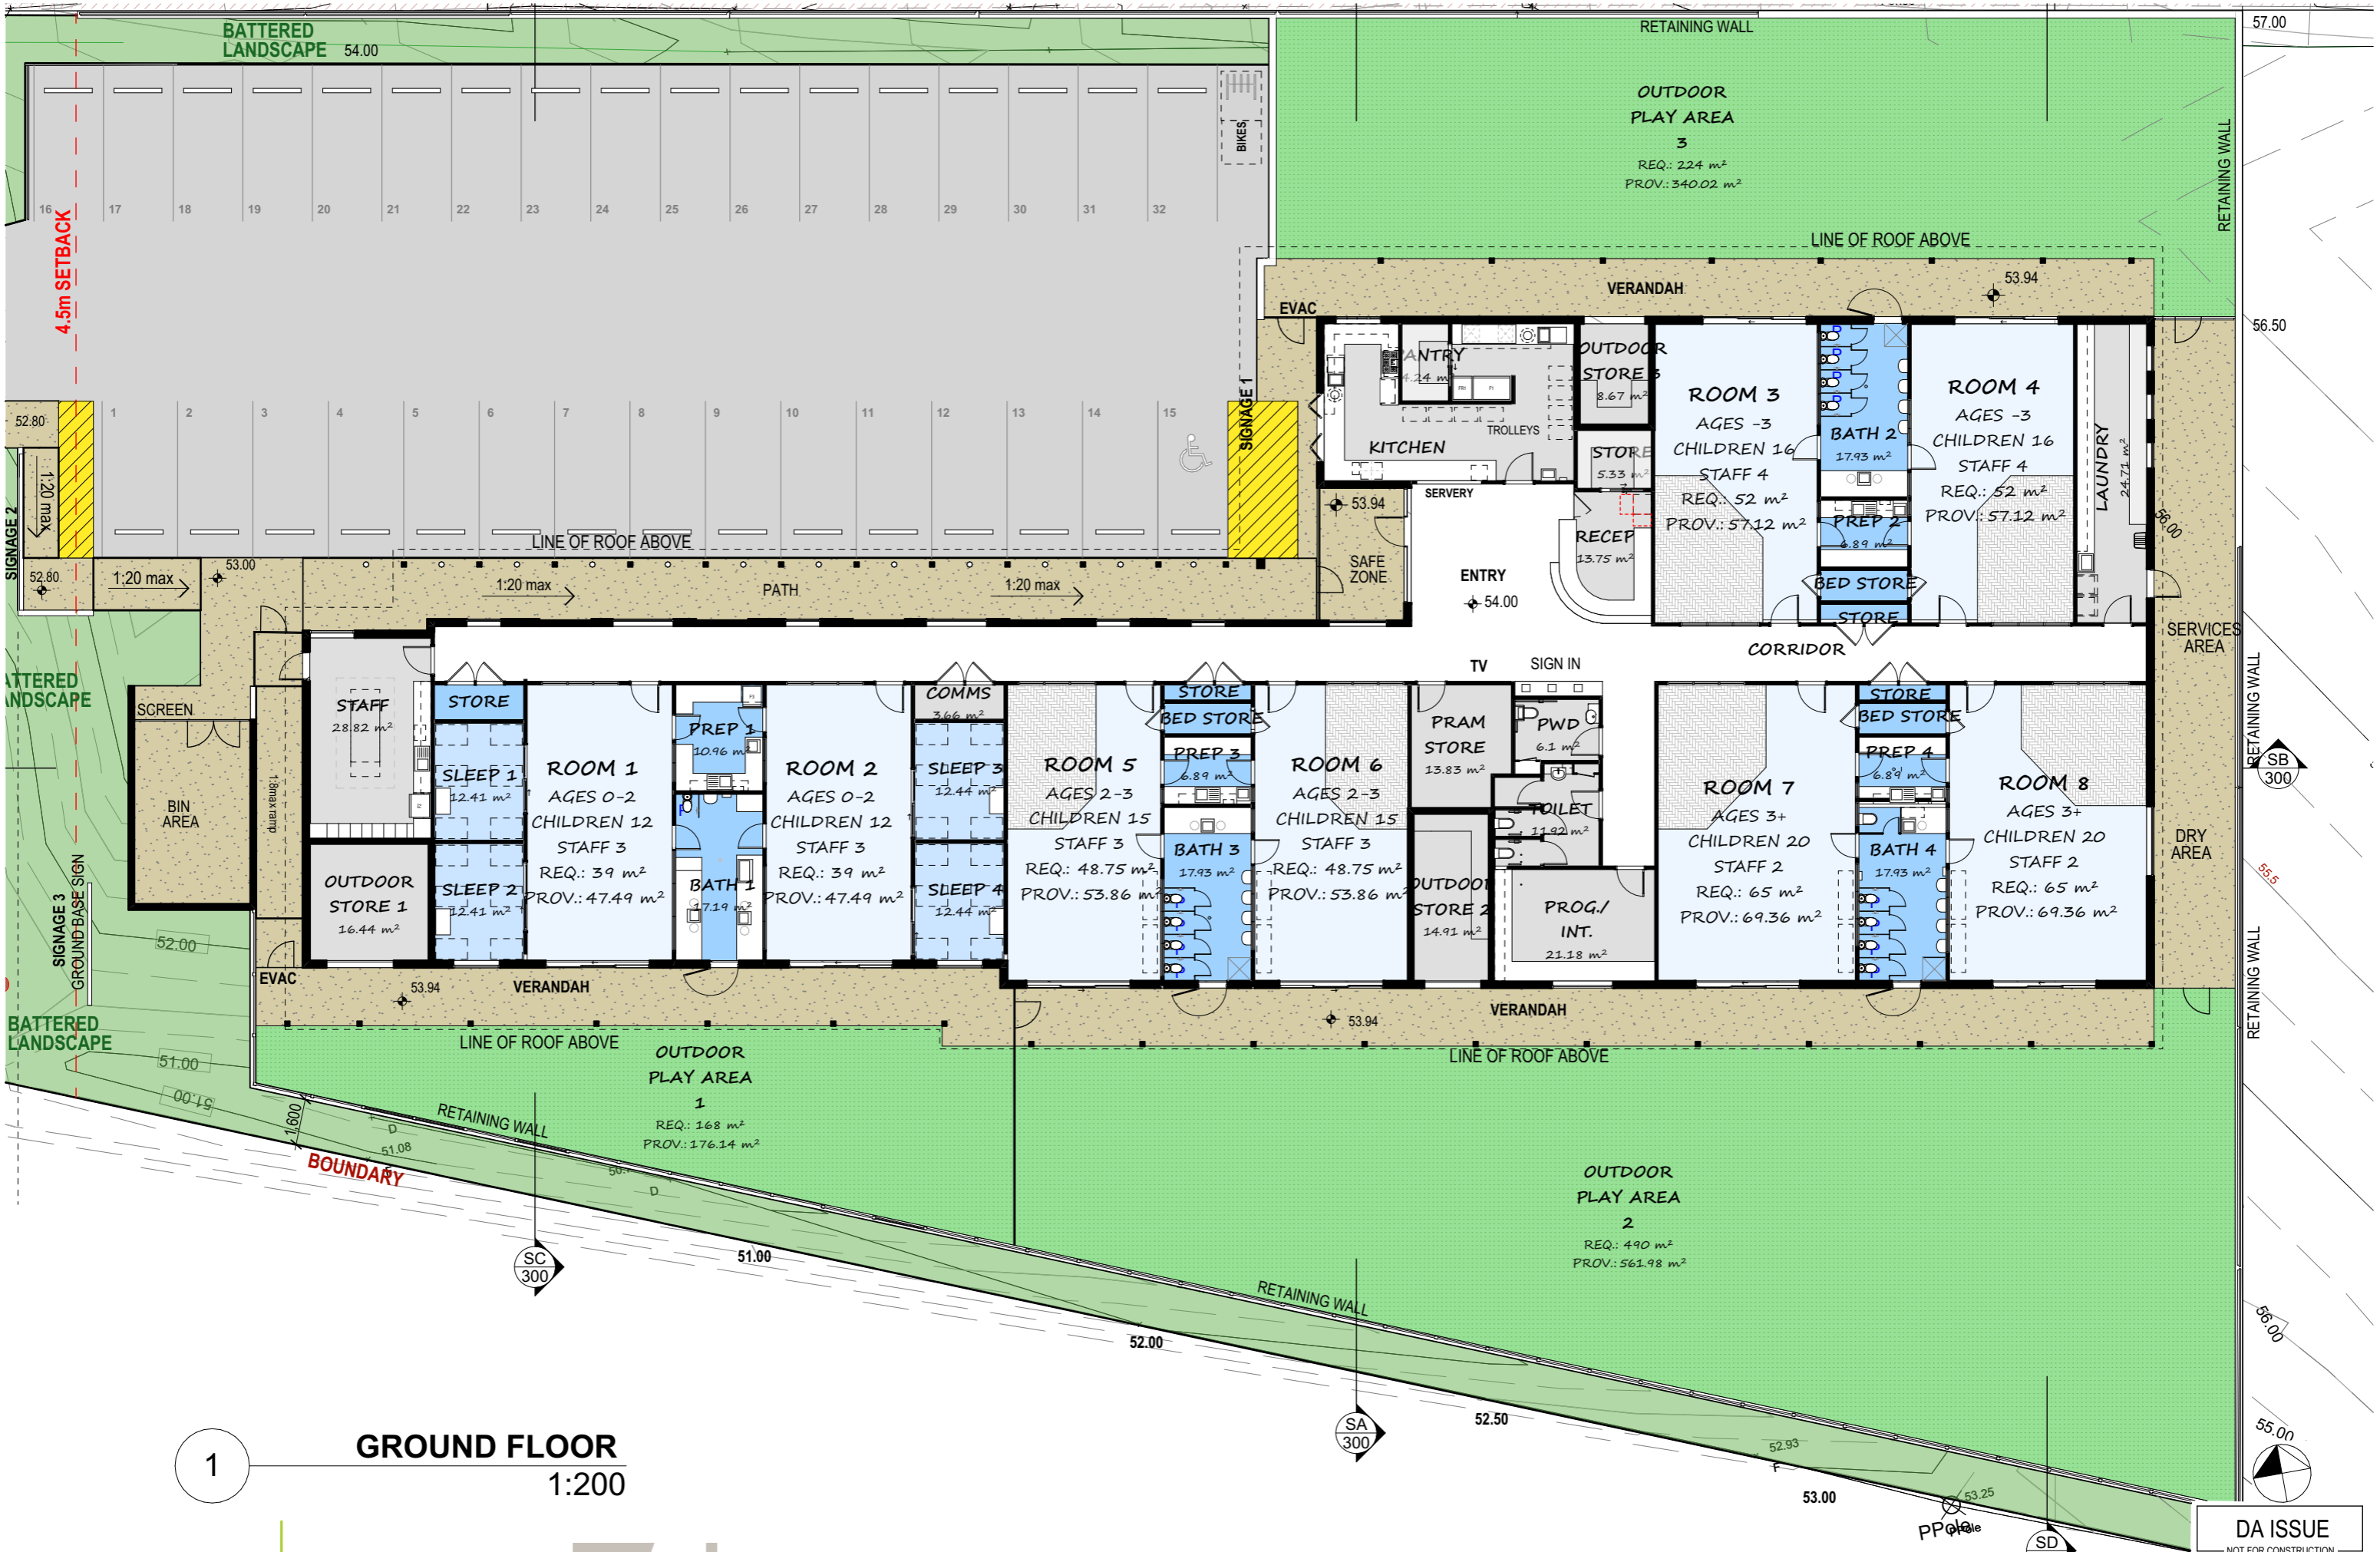 BATTERED
LANDSCAPE
54.00
RETAINING WALL
57.00
OUTDOOR
PLAY AREA
3
REQ.: 224 m²
PROV.: 340.02 m²
RETAINING WALL
BIKES
16
17
18
19
20
21
22
23
24
25
26
27
28
29
30
31
32
4.5m SETBACK
LINE OF ROOF ABOVE
VERANDAH
53.94
EVAC
56.50
SIGNAGE 1
1
2
3
4
5
6
7
8
9
10
11
12
13
14
15
52.80
1:20 max
SIGNAGE 2
52.80
1:20 max
53.00
LINE OF ROOF ABOVE
1:20 max
PATH
1:20 max
KITCHEN
TROLLEYS
SERVERY
OUTDOOR
STORE 3
8.67 m²
STORE
5.33 m²
RECEP
13.75 m²
53.94
SAFE
ZONE
ENTRY
54.00
ROOM 3
AGES -3
CHILDREN 16
STAFF 4
REQ.: 52 m²
PROV.: 57.12 m²
BATH 2
17.93 m²
PREP 2
6.89 m²
BED STORE
STORE
ROOM 4
AGES -3
CHILDREN 16
STAFF 4
REQ.: 52 m²
PROV.: 57.12 m²
LAUNDRY
24.71 m²
56.00
SERVICES
AREA
CORRIDOR
TV
SIGN IN
RETAINING WALL
SB
300
SCREEN
BIN
AREA
1:8max ramp
STAFF
28.82 m²
OUTDOOR
STORE 1
16.44 m²
STORE
SLEEP 1
12.41 m²
SLEEP 2
12.41 m²
ROOM 1
AGES 0-2
CHILDREN 12
STAFF 3
REQ.: 39 m²
PROV.: 47.49 m²
PREP 1
10.96 m²
BATH 1
17.19 m²
ROOM 2
AGES 0-2
CHILDREN 12
STAFF 3
REQ.: 39 m²
PROV.: 47.49 m²
COMMS
3.66 m²
SLEEP 3
12.44 m²
SLEEP 4
12.44 m²
ROOM 5
AGES 2-3
CHILDREN 15
STAFF 3
REQ.: 48.75 m²
PROV.: 53.86 m²
STORE
BED STORE
PREP 3
6.89 m²
BATH 3
17.93 m²
ROOM 6
AGES 2-3
CHILDREN 15
STAFF 3
REQ.: 48.75 m²
PROV.: 53.86 m²
PRAM
STORE
13.83 m²
PWD
6.1 m²
TOILET
11.92 m²
OUTDOOR
STORE 2
14.91 m²
PROG./
INT.
21.18 m²
ROOM 7
AGES 3+
CHILDREN 20
STAFF 2
REQ.: 65 m²
PROV.: 69.36 m²
STORE
BED STORE
PREP 4
6.89 m²
BATH 4
17.93 m²
ROOM 8
AGES 3+
CHILDREN 20
STAFF 2
REQ.: 65 m²
PROV.: 69.36 m²
DRY
AREA
55.5
RETAINING WALL
SIGNAGE 3
GROUND BASE SIGN
52.00
EVAC
53.94
VERANDAH
53.94
VERANDAH
BATTERED
LANDSCAPE
51.00
51.00
LINE OF ROOF ABOVE
LINE OF ROOF ABOVE
OUTDOOR
PLAY AREA
1
REQ.: 168 m²
PROV.: 176.14 m²
1,600
RETAINING WALL
D
51.08
BOUNDARY
D
OUTDOOR
PLAY AREA
2
REQ.: 490 m²
PROV.: 561.98 m²
SC
300
51.00
RETAINING WALL
52.00
56.00
SA
300
52.50
52.93
F
55.00
53.00
53.25
PPole
SD
1
GROUND FLOOR
1:200
DA ISSUE
NOT FOR CONSTRUCTION